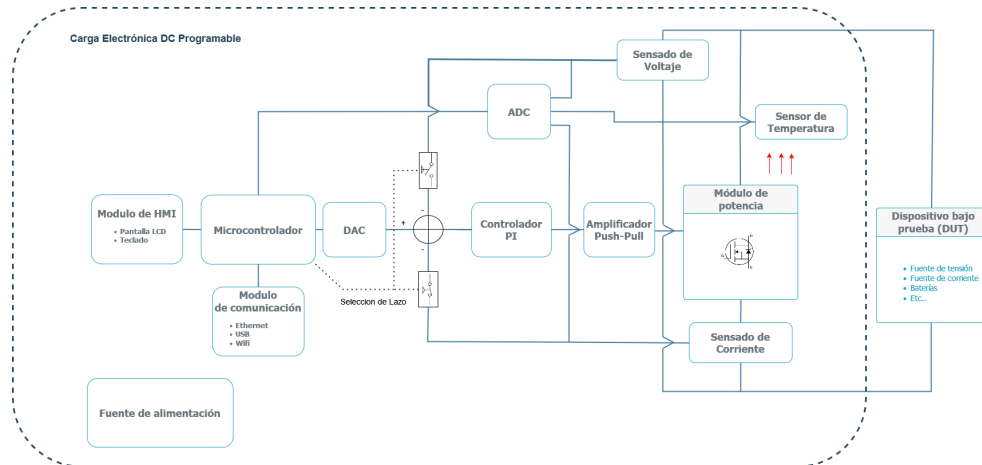 Carga Electrónica DC Programable
Sensado de
Voltaje
ADC
Sensor de
Temperatura
Modulo de HMI
Pantalla LCD
Teclado
Microcontrolador
DAC
+
-
-
Controlador
PI
Amplificador
Push-Pull
Módulo de
potencia
Dispositivo bajo
prueba (DUT)
Fuente de tensión
Fuente de corriente
Baterías
Etc..
Modulo
de comunicación
Ethernet
USB
Wifi
Seleccion de Lazo
Sensado de
Corriente
Fuente de alimentación